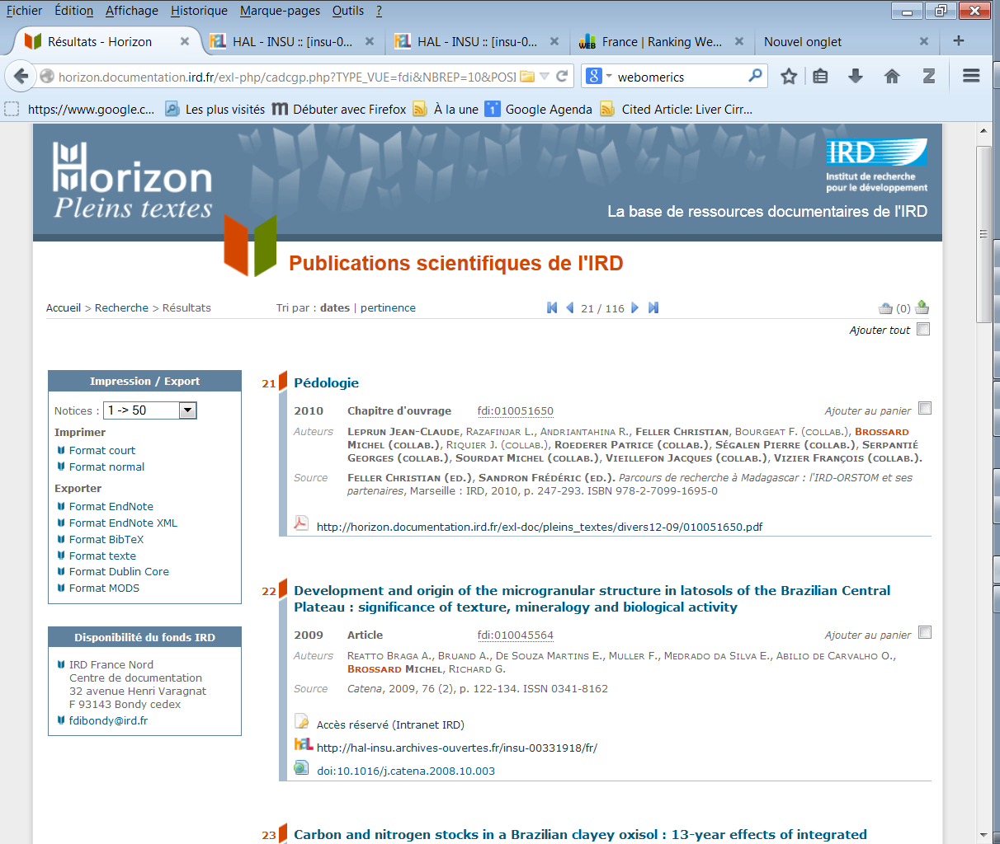 Fichier Édition Affichage Historique Marque-pages Outils ?
Résultats - Horizon
HAL - INSU :: [insu-0...
HAL - INSU :: [insu-0...
France | Ranking We...
Nouvel onglet
horizon.documentation.ird.fr/exl-php/cadcgp.php?TYPE_VUE=fdi&NBREP=10&POSI
webomerics
https://www.google.c... Les plus visités Débuter avec Firefox À la une Google Agenda Cited Article: Liver Cirr...
Horizon
Pleins textes
IRD
Institut de recherche
pour le développement
La base de ressources documentaires de l'IRD
Publications scientifiques de l'IRD
Accueil > Recherche > Résultats
Tri par : dates | pertinence
21 / 116
(0)
Ajouter tout
Impression / Export
Notices : 1 -> 50
Imprimer
Format court
Format normal
Exporter
Format EndNote
Format EndNote XML
Format BibTeX
Format texte
Format Dublin Core
Format MODS
Disponibilité du fonds IRD
IRD France Nord
Centre de documentation
32 avenue Henri Varagnat
F 93143 Bondy cedex
fdibondy@ird.fr
21 Pédologie
2010 Chapitre d'ouvrage fdi:010051650 Ajouter au panier
Auteurs LEPRUN JEAN-CLAUDE, RAZAFINJAR L., ANDRIANTAHINA R., FELLER CHRISTIAN, BOURGEAT F. (COLLAB.), BROSSARD
MICHEL (COLLAB.), RIQUIER J. (COLLAB.), ROEDERER PATRICE (COLLAB.), SÉGALEN PIERRE (COLLAB.), SERPANTIÉ
GEORGES (COLLAB.), SOURDAT MICHEL (COLLAB.), VIEILLEFON JACQUES (COLLAB.), VIZIER FRANÇOIS (COLLAB.).
Source FELLER CHRISTIAN (ED.), SANDRON FRÉDÉRIC (ED.). Parcours de recherche à Madagascar : l'IRD-ORSTOM et ses
partenaires, Marseille : IRD, 2010, p. 247-293. ISBN 978-2-7099-1695-0
http://horizon.documentation.ird.fr/exl-doc/pleins_textes/divers12-09/010051650.pdf
22 Development and origin of the microgranular structure in latosols of the Brazilian Central
Plateau : significance of texture, mineralogy and biological activity
2009 Article fdi:010045564 Ajouter au panier
Auteurs REATTO BRAGA A., BRUAND A., DE SOUZA MARTINS E., MULLER F., MEDRADO DA SILVA E., ABILIO DE CARVALHO O.,
BROSSARD MICHEL, RICHARD G.
Source Catena, 2009, 76 (2), p. 122-134. ISSN 0341-8162
Accès réservé (Intranet IRD)
http://hal-insu.archives-ouvertes.fr/insu-00331918/fr/
doi:10.1016/j.catena.2008.10.003
23 Carbon and nitrogen stocks in a Brazilian clayey oxisol : 13-year effects of integrated